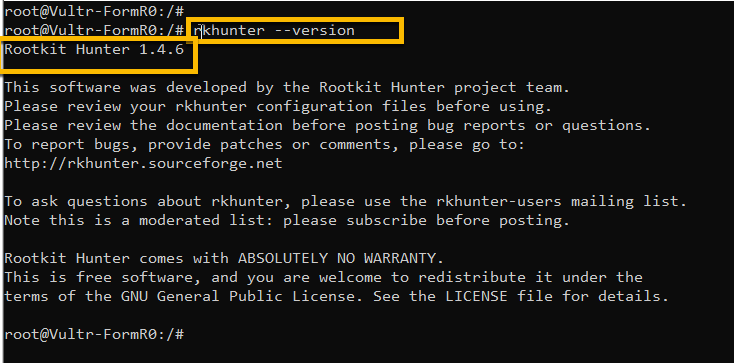 root@Vultr-FormR0:/#
root@Vultr-FormR0:/# rkhunter --version
Rootkit Hunter 1.4.6
This software was developed by the Rootkit Hunter project team.
Please review your rkhunter configuration files before using.
Please review the documentation before posting bug reports or questions.
To report bugs, provide patches or comments, please go to:
http://rkhunter.sourceforge.net
To ask questions about rkhunter, please use the rkhunter-users mailing list.
Note this is a moderated list: please subscribe before posting.
Rootkit Hunter comes with ABSOLUTELY NO WARRANTY.
This is free software, and you are welcome to redistribute it under the
terms of the GNU General Public License. See the LICENSE file for details.
root@Vultr-FormR0:/#